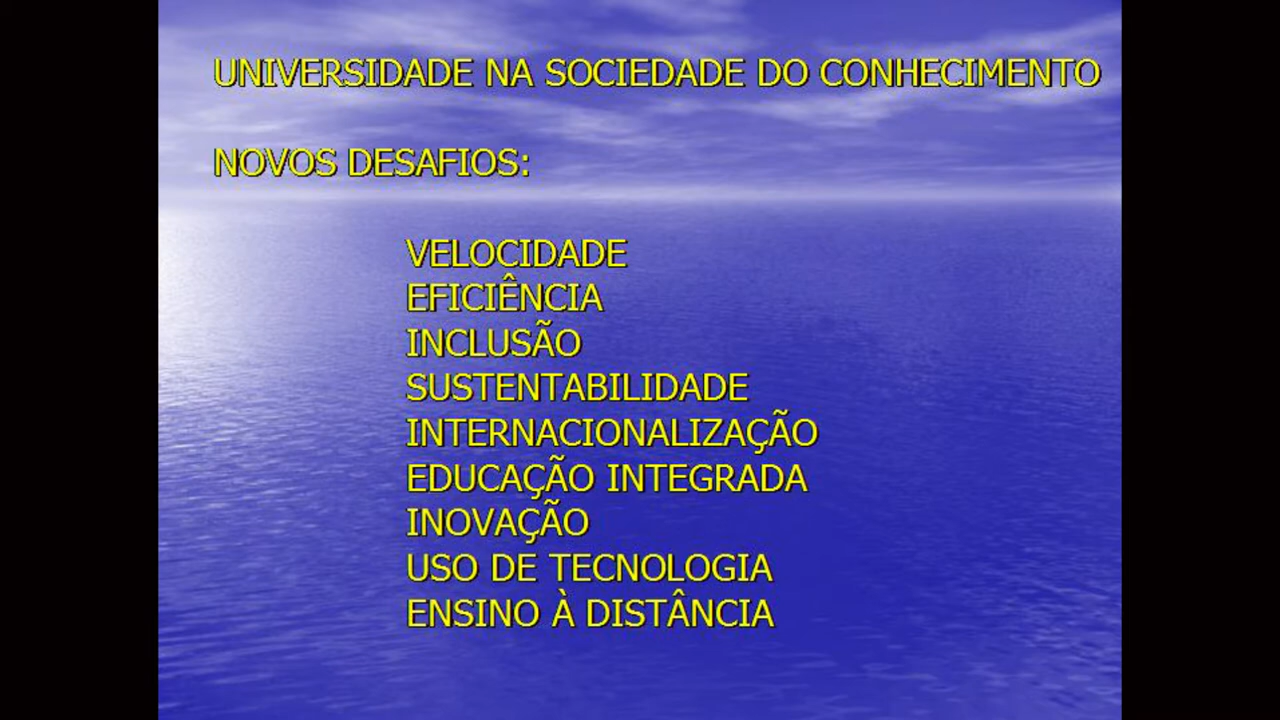 UNIVERSIDADE NA SOCIEDADE DO CONHECIMENTO
NOVOS DESAFIOS:
VELOCIDADE
EFICIÊNCIA
INCLUSÃO
SUSTENTABILIDADE
INTERNACIONALIZAÇÃO
EDUCAÇÃO INTEGRADA
INOVAÇÃO
USO DE TECNOLOGIA
ENSINO À DISTÂNCIA